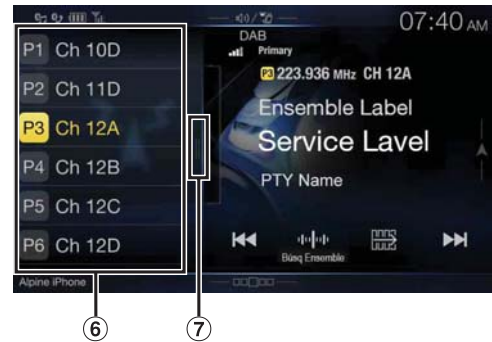 07:40 AM
DAB
Primary
P3 223.936 MHz CH 12A
Ensemble Label
Service Lavel
PTY Name
P1 Ch 10D
P2 Ch 11D
P3 Ch 12A
P4 Ch 12B
P5 Ch 12C
P6 Ch 12D
Búsq Ensemble
Alpine iPhone
6
7